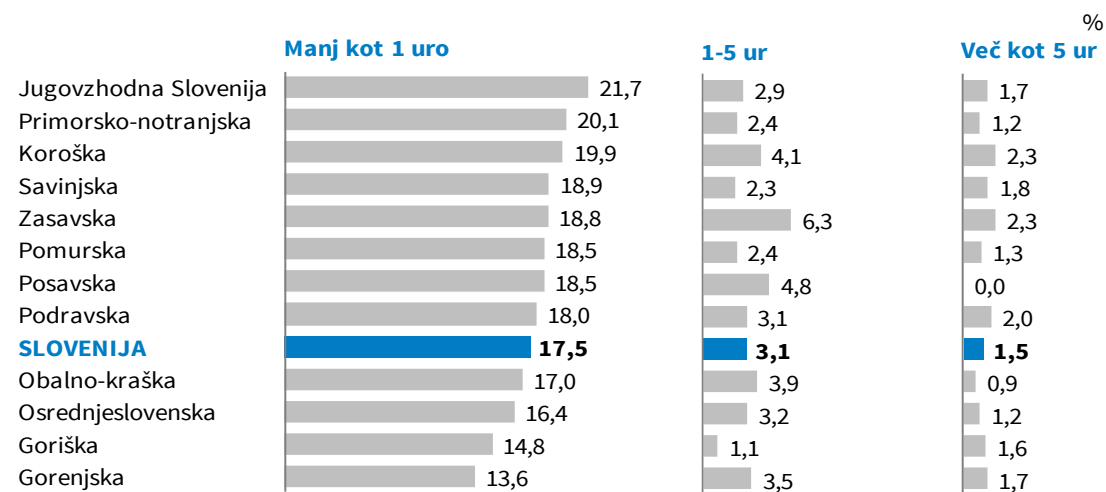 %
Manj kot 1 uro 1-5 ur Več kot 5 ur
Jugovzhodna Slovenija 21,7 2,9 1,7
Primorsko-notranjska 20,1 2,4 1,2
Koroška 19,9 4,1 2,3
Savinjska 18,9 2,3 1,8
Zasavska 18,8 6,3 2,3
Pomurska 18,5 2,4 1,3
Posavska 18,5 4,8 0,0
Podravska 18,0 3,1 2,0
SLOVENIJA 17,5 3,1 1,5
Obalno-kraška 17,0 3,9 0,9
Osrednjeslovenska 16,4 3,2 1,2
Goriška 14,8 1,1 1,6
Gorenjska 13,6 3,5 1,7